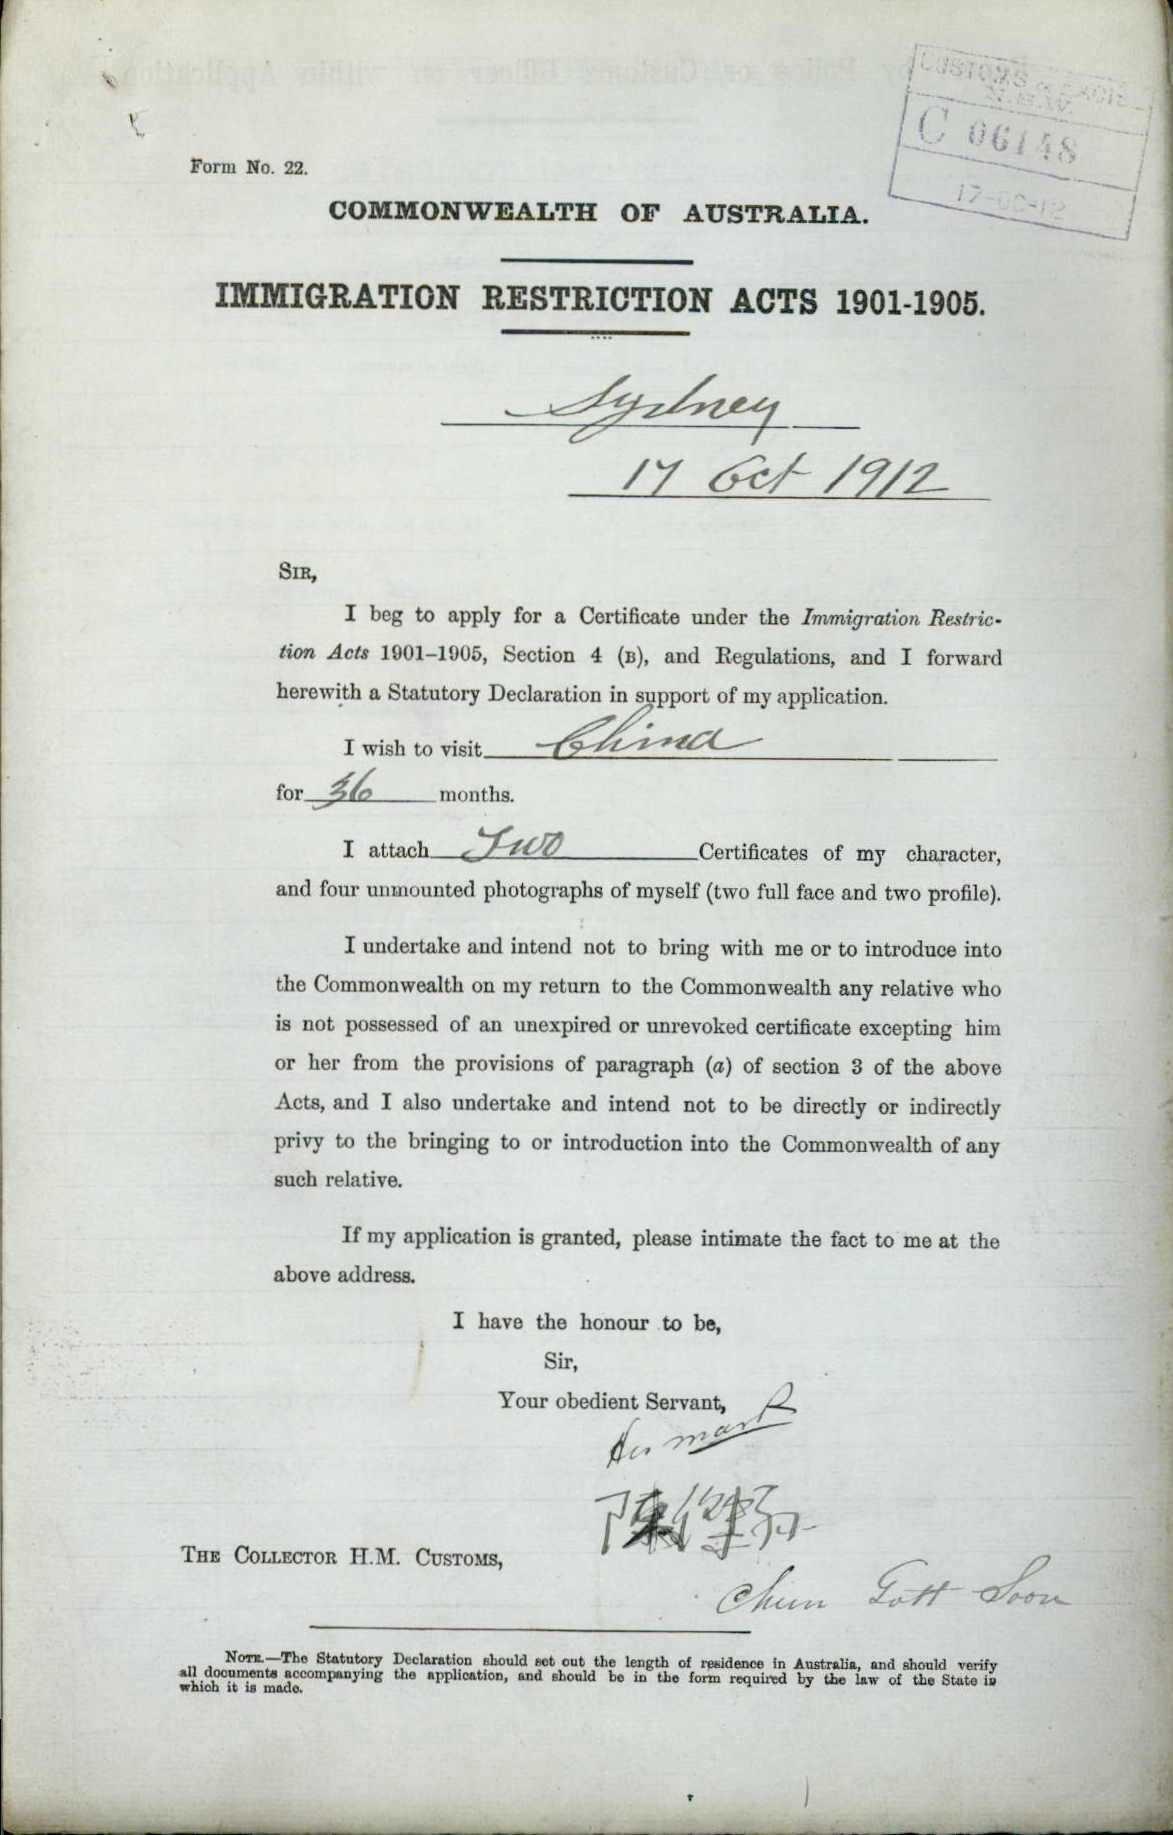 CUSTOMS & EXCISE
N.S.W.
C 06148
17-OC-12
Form No. 22.
COMMONWEALTH OF AUSTRALIA.
IMMIGRATION RESTRICTION ACTS 1901-1905.
Sydney
17 Oct 1912
SIR,
I beg to apply for a Certificate under the Immigration Restric-
tion Acts 1901–1905, Section 4 (B), and Regulations, and I forward
herewith a Statutory Declaration in support of my application.
I wish to visit China
for 36 months.
I attach Two Certificates of my character,
and four unmounted photographs of myself (two full face and two profile).
I undertake and intend not to bring with me or to introduce into
the Commonwealth on my return to the Commonwealth any relative who
is not possessed of an unexpired or unrevoked certificate excepting him
or her from the provisions of paragraph (a) of section 3 of the above
Acts, and I also undertake and intend not to be directly or indirectly
privy to the bringing to or introduction into the Commonwealth of any
such relative.
If my application is granted, please intimate the fact to me at the
above address.
I have the honour to be,
Sir,
Your obedient Servant,
His mark
陳
THE COLLECTOR H.M. CUSTOMS,
Chun Gott Soon
NOTE.—The Statutory Declaration should set out the length of residence in Australia, and should verify
all documents accompanying the application, and should be in the form required by the law of the State in
which it is made.